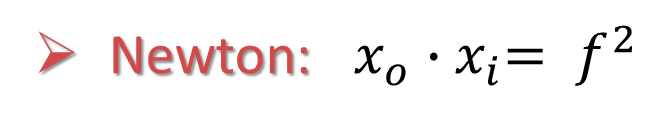 ➢ Newton: xₒ · xᵢ = f²